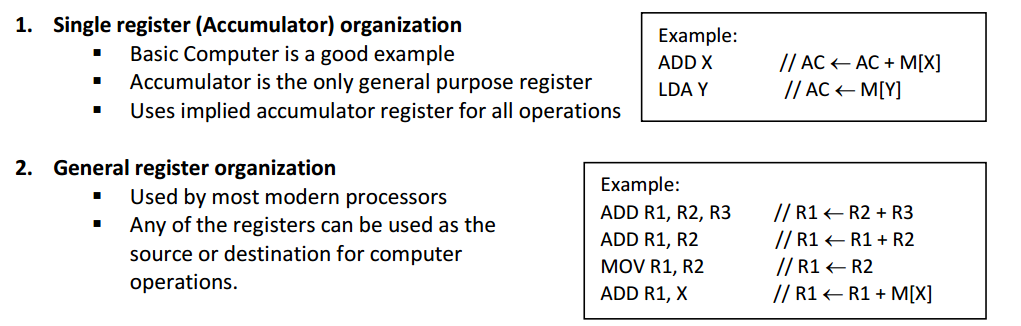 1. Single register (Accumulator) organization
▪ Basic Computer is a good example
▪ Accumulator is the only general purpose register
▪ Uses implied accumulator register for all operations
Example:
ADD X // AC ← AC + M[X]
LDA Y // AC ← M[Y]
2. General register organization
▪ Used by most modern processors
▪ Any of the registers can be used as the
source or destination for computer
operations.
Example:
ADD R1, R2, R3 // R1 ← R2 + R3
ADD R1, R2 // R1 ← R1 + R2
MOV R1, R2 // R1 ← R2
ADD R1, X // R1 ← R1 + M[X]